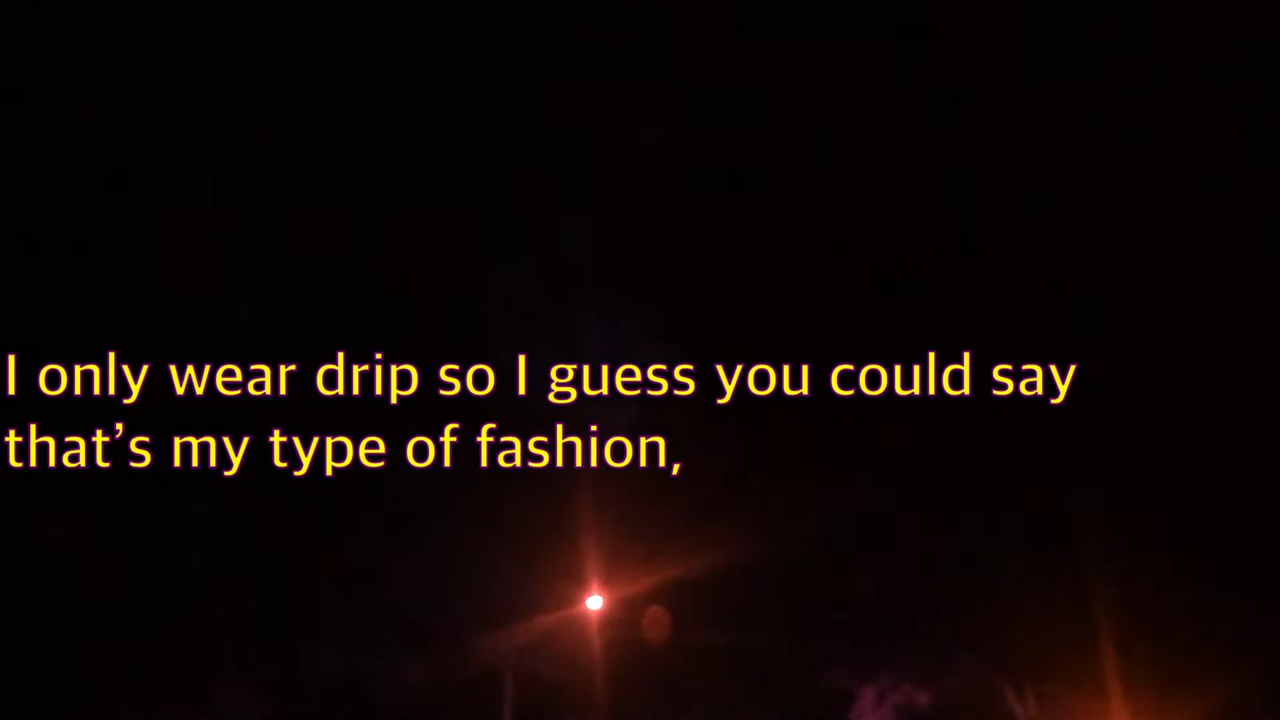 I only wear drip so I guess you could say
that’s my type of fashion,